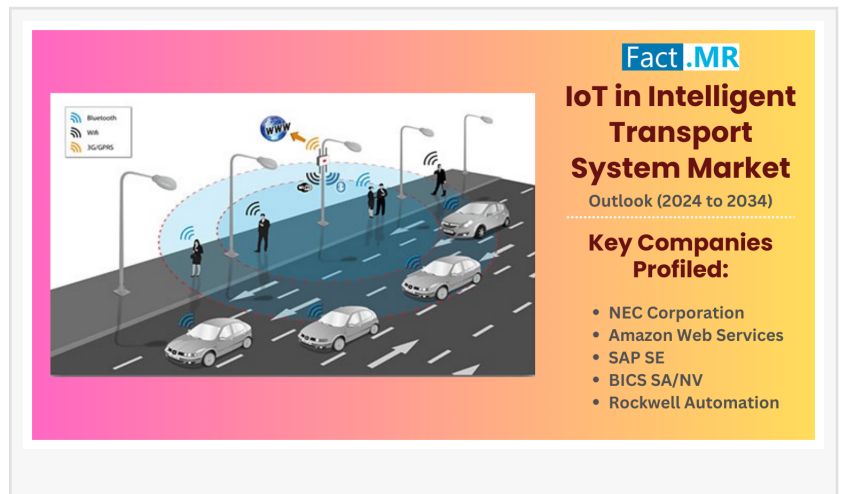 Fact.MR
IoT in Intelligent
Transport
System Market
Outlook (2024 to 2034)
Key Companies
Profiled:
NEC Corporation
Amazon Web Services
SAP SE
BICS SA/NV
Rockwell Automation
Bluetooth
Wifi
3G/GPRS
WWW